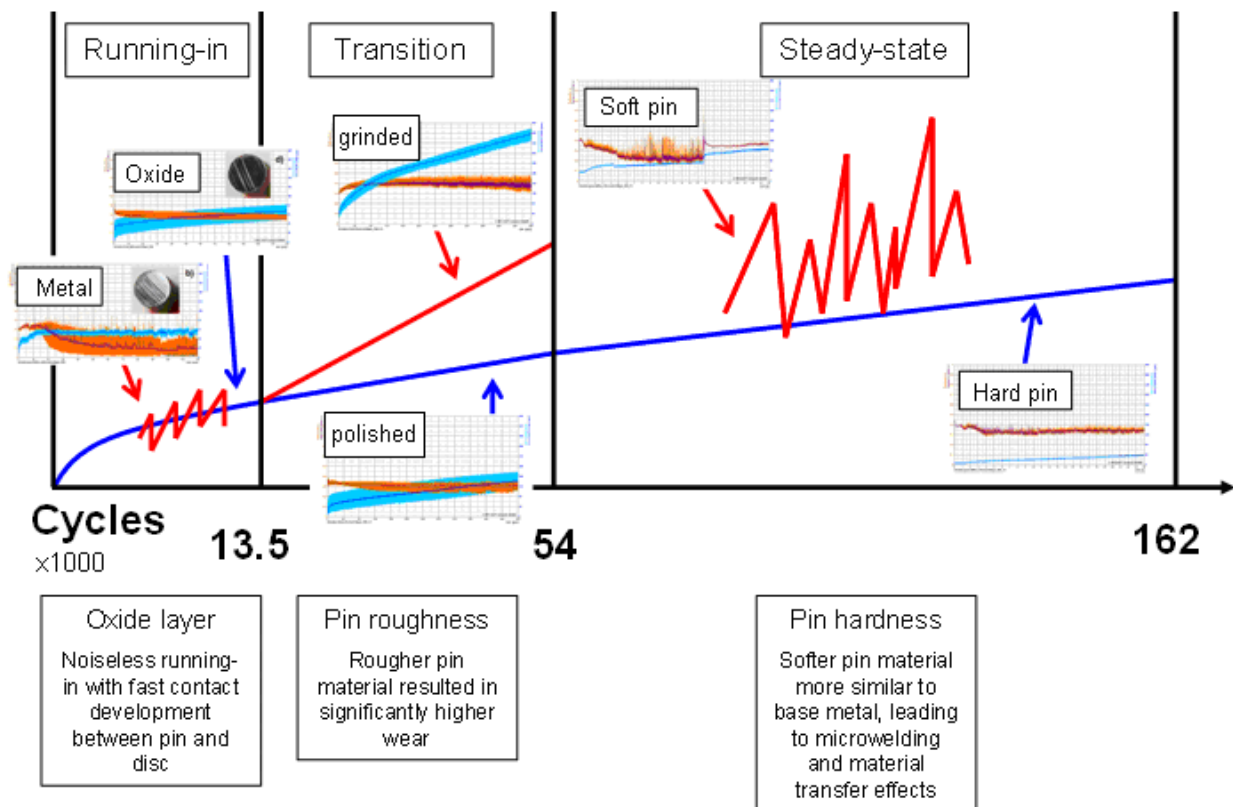 Running-in
Transition
Steady-state
Oxide
Metal
grinded
polished
Soft pin
Hard pin
Cycles
x1000
13.5
54
162
Oxide layer
Noiseless running-
in with fast contact
development
between pin and
disc
Pin roughness
Rougher pin
material resulted in
significantly higher
wear
Pin hardness
Softer pin material
more similar to
base metal, leading
to microwelding
and material
transfer effects